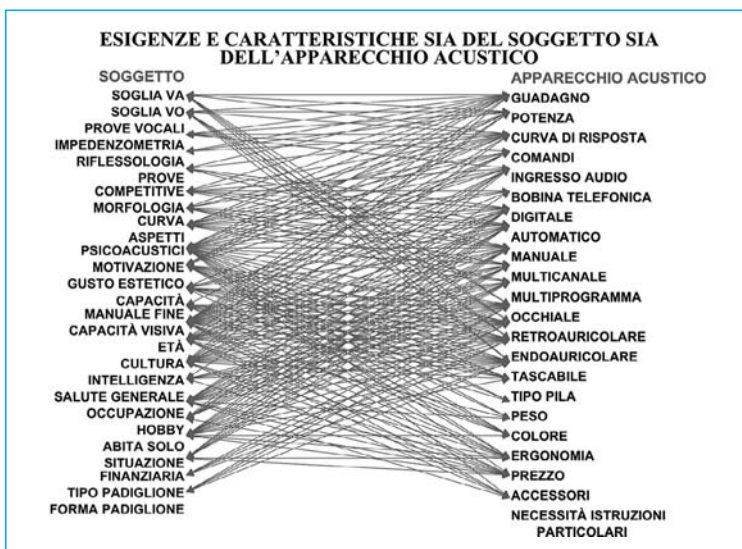 ESIGENZE E CARATTERISTICHE SIA DEL SOGGETTO SIA
DELL'APPARECCHIO ACUSTICO
SOGGETTO
SOGLIA VA
SOGLIA VO
PROVE VOCALI
IMPEDENZOMETRIA
RIFLESSOLOGIA
PROVE
COMPETITIVE
MORFOLOGIA
CURVA
ASPETTI
PSICOACUSTICI
MOTIVAZIONE
GUSTO ESTETICO
CAPACITÀ
MANUALE FINE
CAPACITÀ VISIVA
ETÀ
CULTURA
INTELLIGENZA
SALUTE GENERALE
OCCUPAZIONE
HOBBY
ABITA SOLO
SITUAZIONE
FINANZIARIA
TIPO PADIGLIONE
FORMA PADIGLIONE
APPARECCHIO ACUSTICO
GUADAGNO
POTENZA
CURVA DI RISPOSTA
COMANDI
INGRESSO AUDIO
BOBINA TELEFONICA
DIGITALE
AUTOMATICO
MANUALE
MULTICANALE
MULTIPROGRAMMA
OCCHIALE
RETROAURICOLARE
ENDOAURICOLARE
TASCABILE
TIPO PILA
PESO
COLORE
ERGONOMIA
PREZZO
ACCESSORI
NECESSITÀ ISTRUZIONI
PARTICOLARI